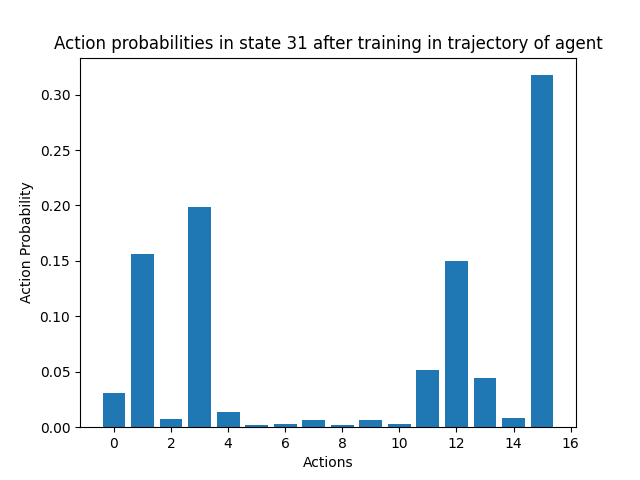 Action probabilities in state 31 after training in trajectory of agent
0.30
0.25
0.20
0.15
0.10
0.05
0.00
Action Probability
0 2 4 6 8 10 12 14 16
Actions